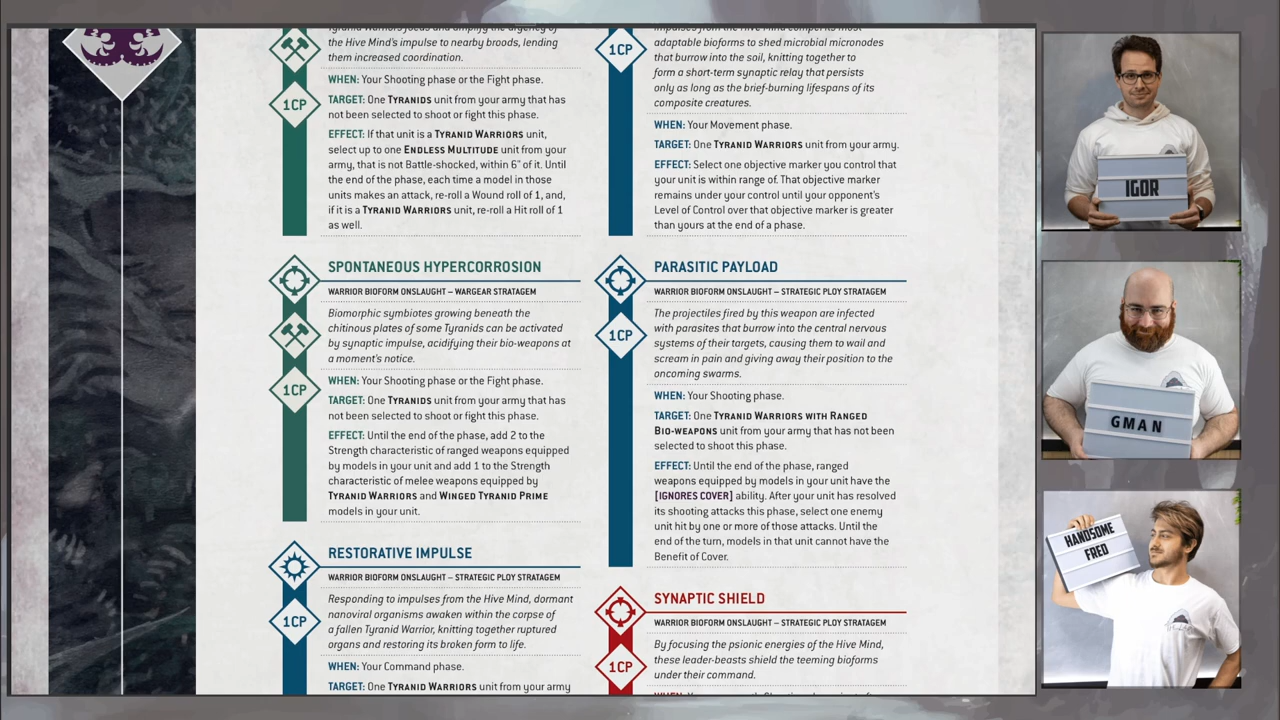 Tyranid Warriors focus and amplify the urgency of
the Hive Mind's impulse to nearby broods, lending
them increased coordination.
WHEN: Your Shooting phase or the Fight phase.
1CP
TARGET: One TYRANIDS unit from your army that has
not been selected to shoot or fight this phase.
EFFECT: If that unit is a TYRANID WARRIORS unit,
select up to one ENDLESS MULTITUDE unit from your
army, that is not Battle-shocked, within 6" of it. Until
the end of the phase, each time a model in those
units makes an attack, re-roll a Wound roll of 1, and,
if it is a TYRANID WARRIORS unit, re-roll a Hit roll of 1
as well.
SPONTANEOUS HYPERCORROSION
WARRIOR BIOFORM ONSLAUGHT – WARGEAR STRATAGEM
Biomorphic symbiotes growing beneath the
chitinous plates of some Tyranids can be activated
by synaptic impulse, acidifying their bio-weapons at
a moment's notice.
WHEN: Your Shooting phase or the Fight phase.
1CP
TARGET: One TYRANIDS unit from your army that has
not been selected to shoot or fight this phase.
EFFECT: Until the end of the phase, add 2 to the
Strength characteristic of ranged weapons equipped
by models in your unit and add 1 to the Strength
characteristic of melee weapons equipped by
TYRANID WARRIORS and WINGED TYRANID PRIME
models in your unit.
RESTORATIVE IMPULSE
WARRIOR BIOFORM ONSLAUGHT – STRATEGIC PLOY STRATAGEM
Responding to impulses from the Hive Mind, dormant
nanoviral organisms awaken within the corpse of
1CP
a fallen Tyranid Warrior, knitting together ruptured
organs and restoring its broken form to life.
WHEN: Your Command phase.
TARGET: One TYRANID WARRIORS unit from your army
Impulses from the Hive Mind compel its most
adaptable bioforms to shed microbial micronodes
1CP
that burrow into the soil, knitting together to
form a short-term synaptic relay that persists
only as long as the brief-burning lifespans of its
composite creatures.
WHEN: Your Movement phase.
TARGET: One TYRANID WARRIORS unit from your army.
EFFECT: Select one objective marker you control that
your unit is within range of. That objective marker
remains under your control until your opponent's
Level of Control over that objective marker is greater
than yours at the end of a phase.
PARASITIC PAYLOAD
WARRIOR BIOFORM ONSLAUGHT – STRATEGIC PLOY STRATAGEM
The projectiles fired by this weapon are infected
with parasites that burrow into the central nervous
1CP
systems of their targets, causing them to wail and
scream in pain and giving away their position to the
oncoming swarms.
WHEN: Your Shooting phase.
TARGET: One TYRANID WARRIORS WITH RANGED
BIO-WEAPONS unit from your army that has not been
selected to shoot this phase.
EFFECT: Until the end of the phase, ranged
weapons equipped by models in your unit have the
[IGNORES COVER] ability. After your unit has resolved
its shooting attacks this phase, select one enemy
unit hit by one or more of those attacks. Until the
end of the turn, models in that unit cannot have the
Benefit of Cover.
SYNAPTIC SHIELD
WARRIOR BIOFORM ONSLAUGHT – STRATEGIC PLOY STRATAGEM
By focusing the psionic energies of the Hive Mind,
these leader-beasts shield the teeming bioforms
1CP
under their command.
IGOR
GMAN
HANDSOME
FRED